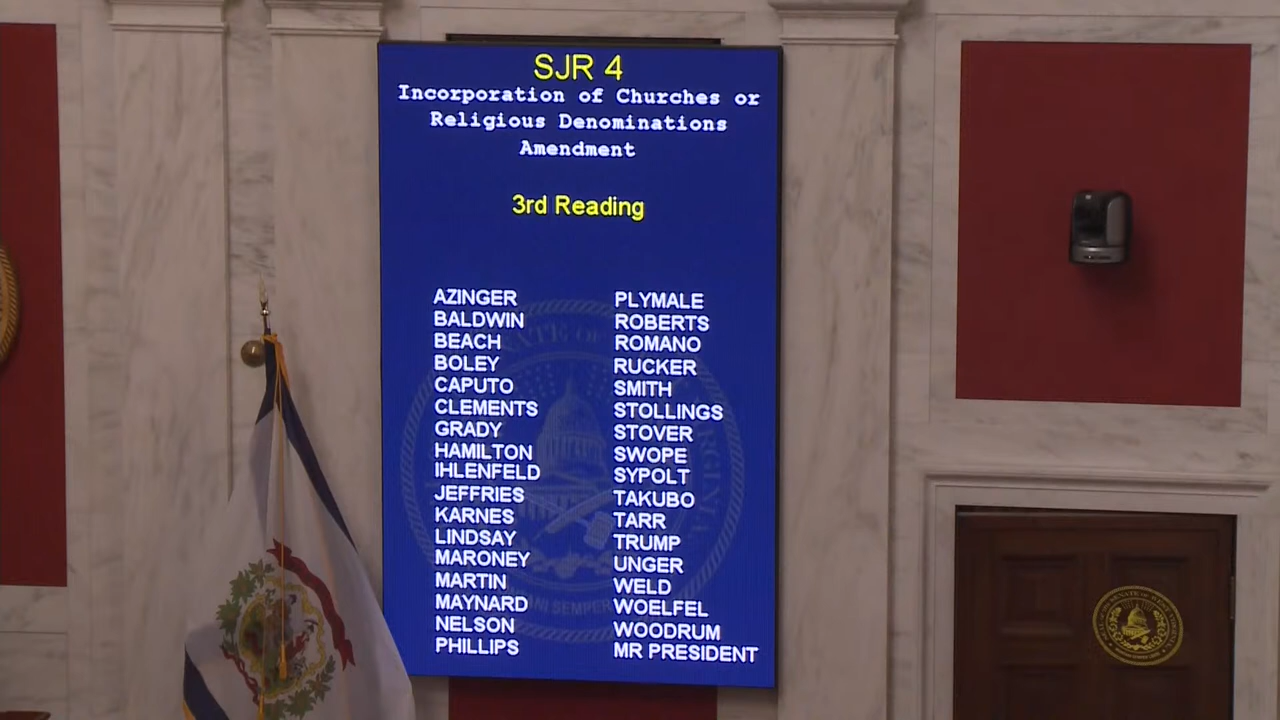 SJR 4
Incorporation of Churches or
Religious Denominations
Amendment
3rd Reading
AZINGER
BALDWIN
BEACH
BOLEY
CAPUTO
CLEMENTS
GRADY
HAMILTON
IHLENFELD
JEFFRIES
KARNES
LINDSAY
MARONEY
MARTIN
MAYNARD
NELSON
PHILLIPS
PLYMALE
ROBERTS
ROMANO
RUCKER
SMITH
STOLLINGS
STOVER
SWOPE
SYPOLT
TAKUBO
TARR
TRUMP
UNGER
WELD
WOELFEL
WOODRUM
MR PRESIDENT